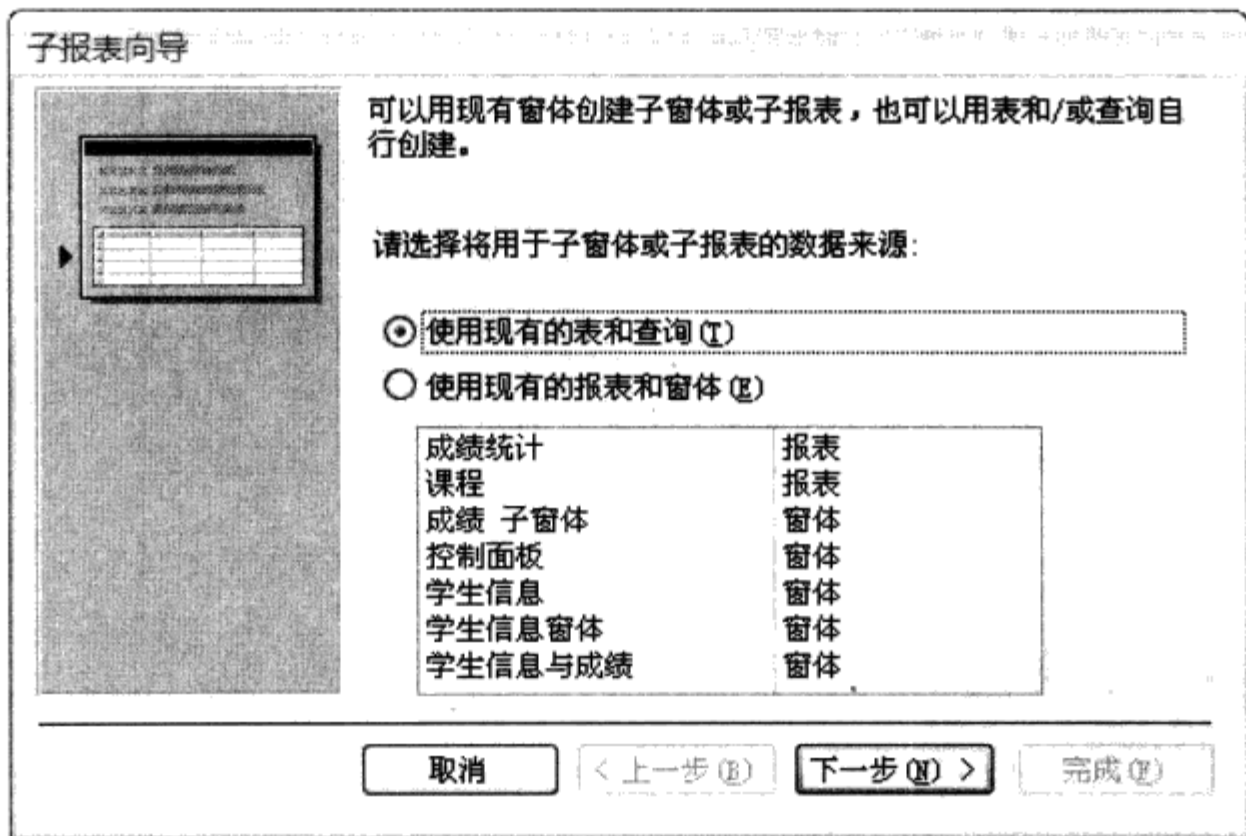 子报表向导
可以用现有窗体创建子窗体或子报表，也可以用表和/或查询自
行创建。
请选择将用于子窗体或子报表的数据来源:
使用现有的表和查询(T)
使用现有的报表和窗体(E)
成绩统计 报表
课程 报表
成绩 子窗体 窗体
控制面板 窗体
学生信息 窗体
学生信息窗体 窗体
学生信息与成绩 窗体
取消 < 上一步(B) 下一步(N) > 完成(F)